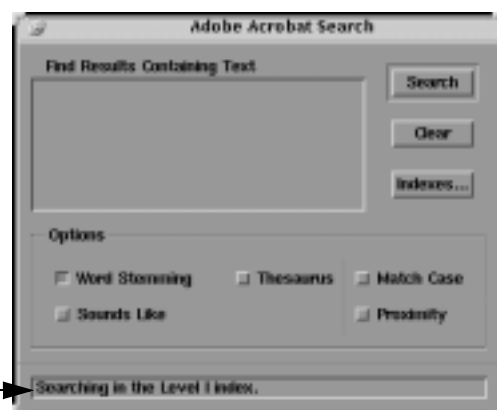 Adobe Acrobat Search
Find Results Containing Text
Search
Clear
Indexes...
Options
Word Stemming Thesaurus Match Case
Sounds Like Proximity
Searching in the Level I index.